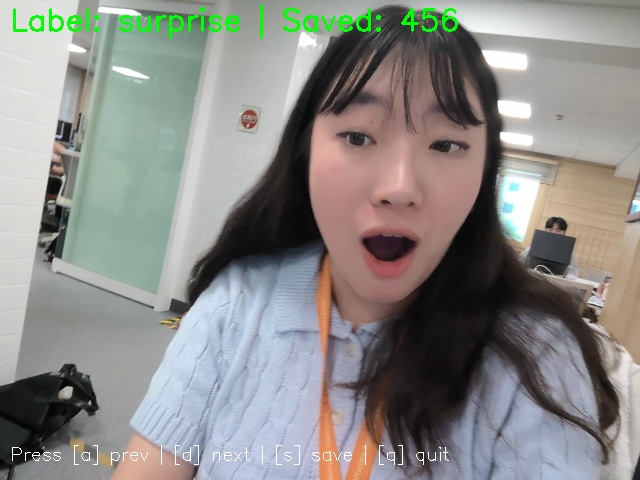 Label: surprise | Saved: 456
Press [a] prev | [d] next | [s] save | [q] quit